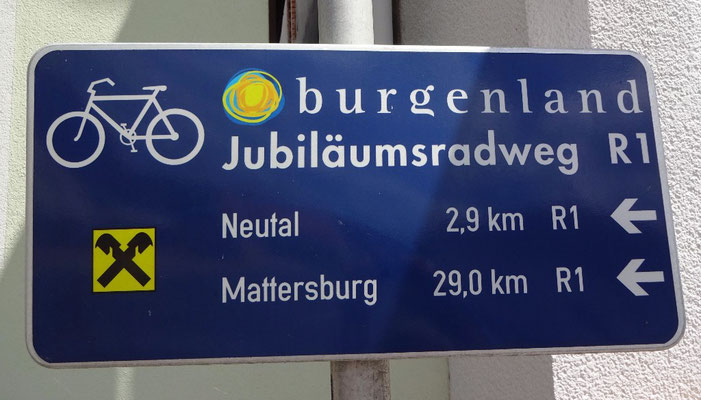 burgenland
Jubiläumsradweg R1
Neutal 2,9 km R1 ←
Mattersburg 29,0 km R1 ←